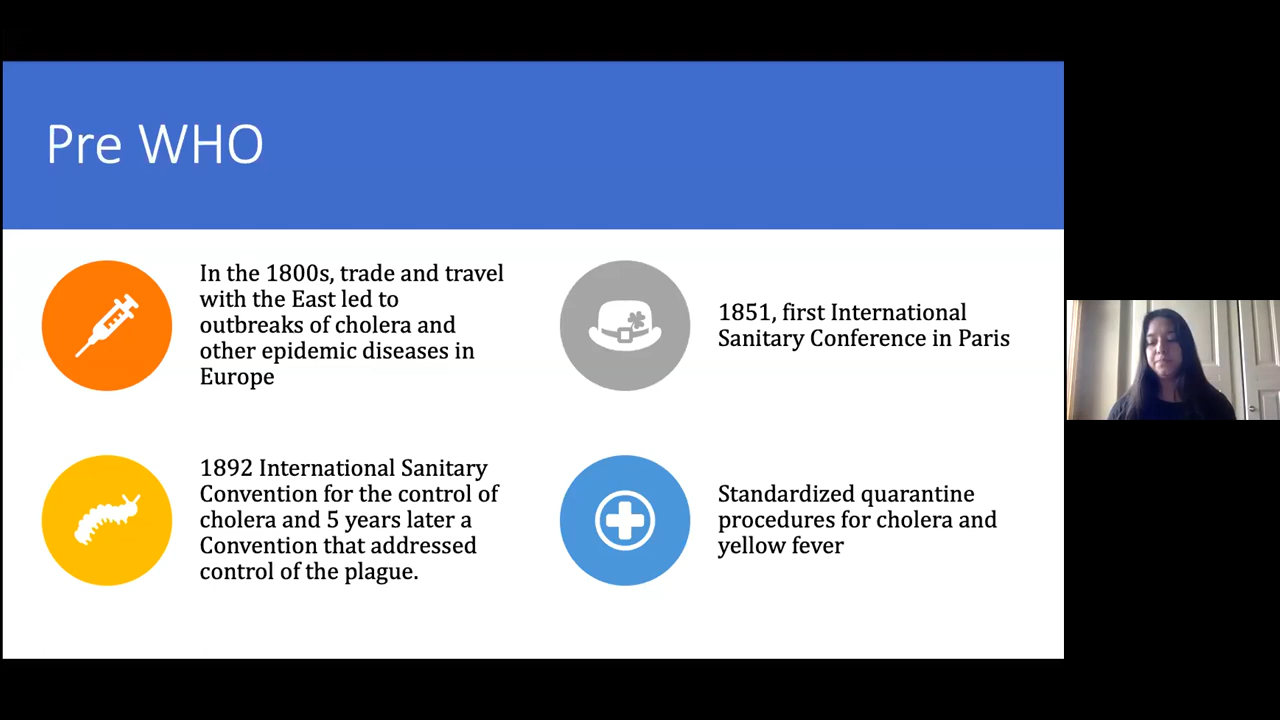 Pre WHO
In the 1800s, trade and travel
with the East led to
outbreaks of cholera and
other epidemic diseases in
Europe
1851, first International
Sanitary Conference in Paris
1892 International Sanitary
Convention for the control of
cholera and 5 years later a
Convention that addressed
control of the plague.
Standardized quarantine
procedures for cholera and
yellow fever